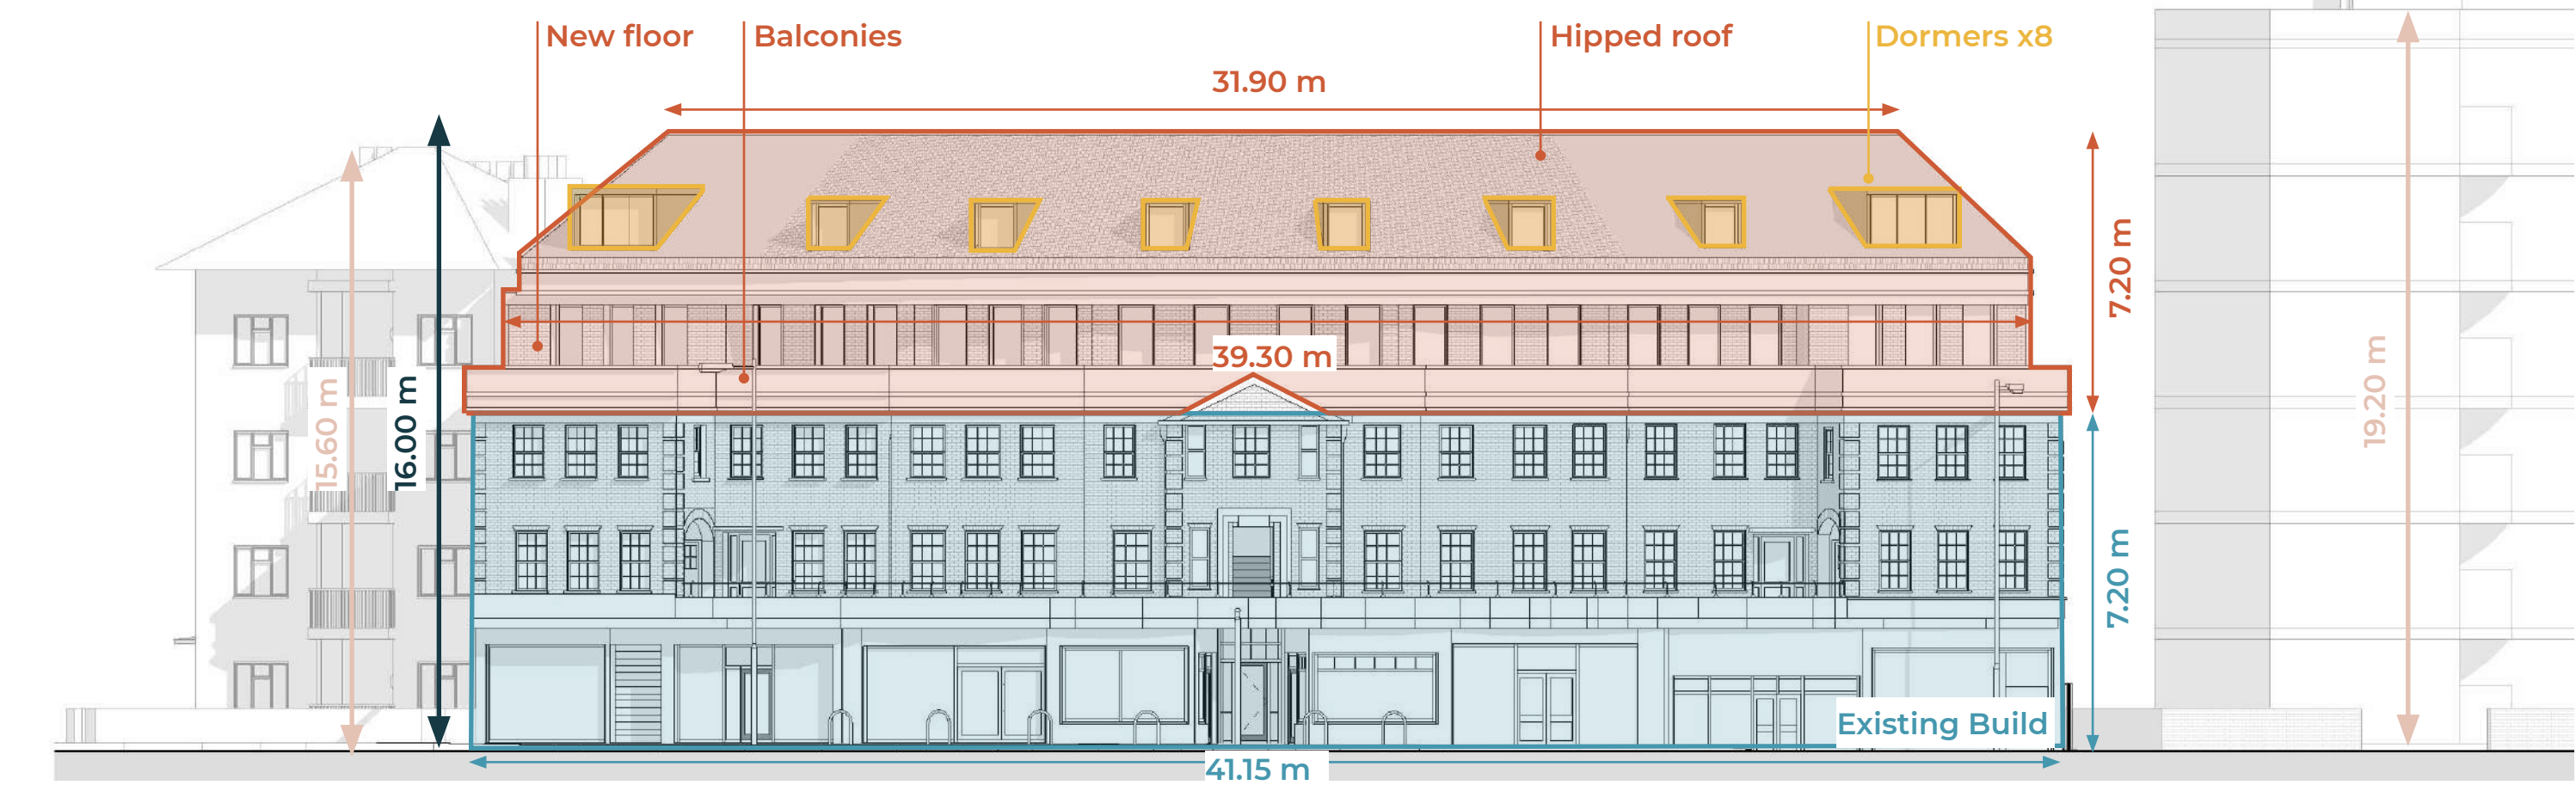 New floor
Balconies
Hipped roof
Dormers x8
31.90 m
7.20 m
39.30 m
15.60 m
16.00 m
19.20 m
7.20 m
Existing Build
41.15 m